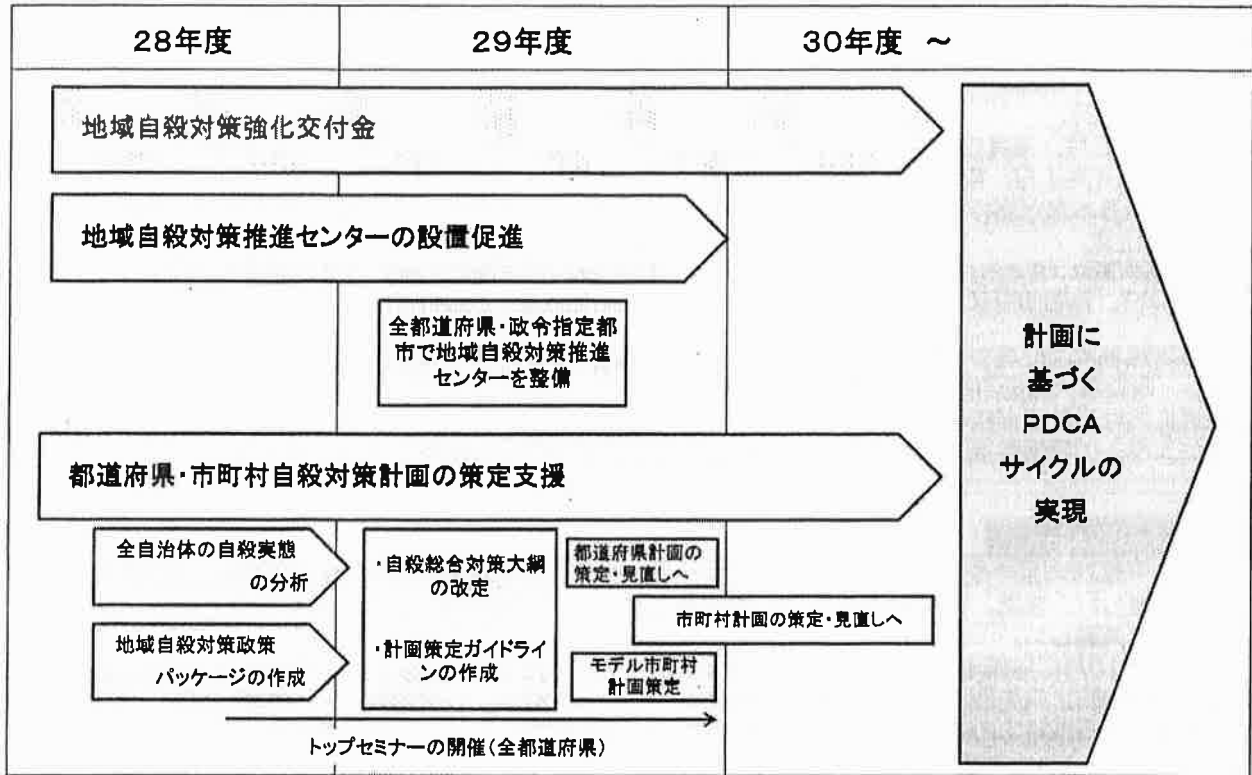 28年度
29年度
30年度 ～
地域自殺対策強化交付金
地域自殺対策推進センターの設置促進
全都道府県・政令指定都
市で地域自殺対策推進
センターを整備
都道府県・市町村自殺対策計画の策定支援
全自治体の自殺実態
の分析
地域自殺対策政策
パッケージの作成
・自殺総合対策大綱
の改定
・計画策定ガイドライ
ンの作成
都道府県計画の
策定・見直しへ
市町村計画の策定・見直しへ
モデル市町村
計画策定
トップセミナーの開催(全都道府県)
計画に
基づく
PDCA
サイクルの
実現